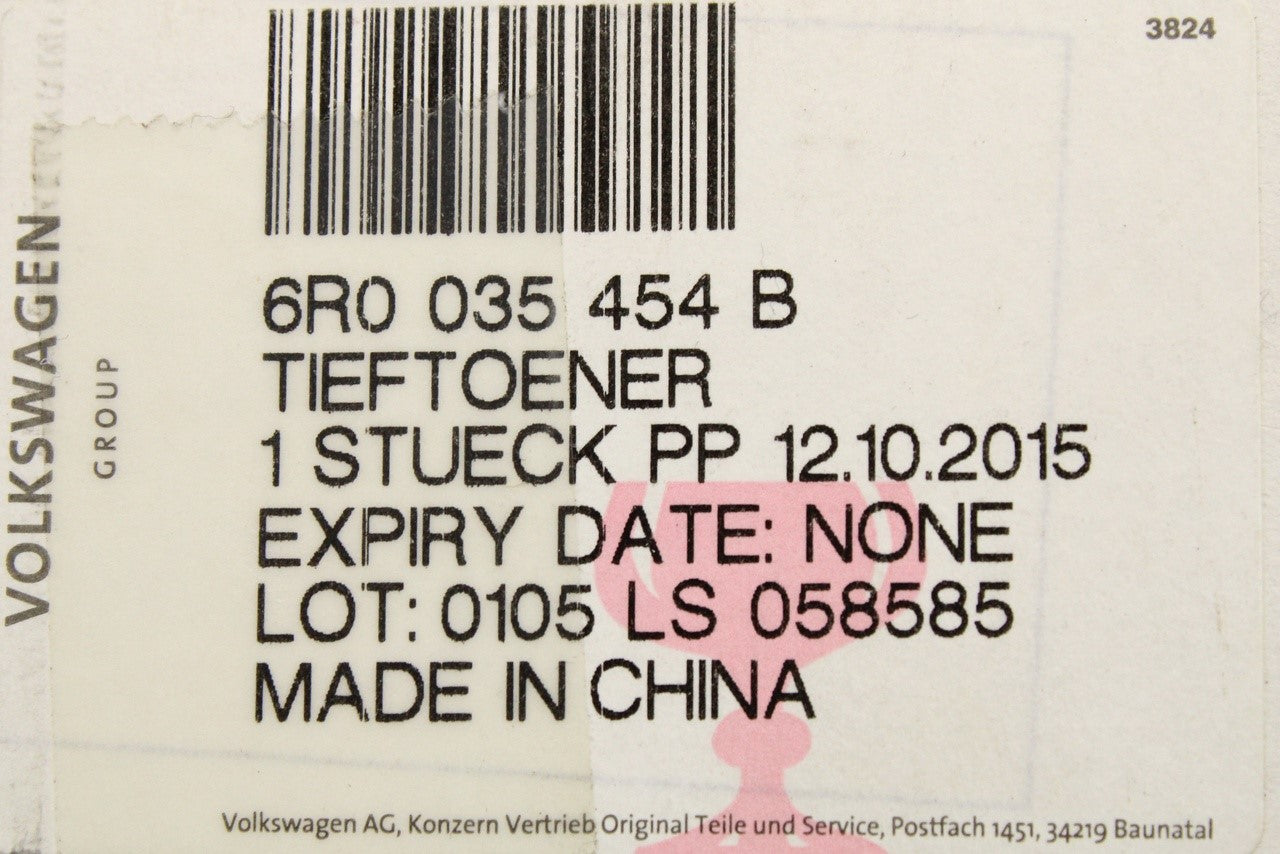 3824
VOLKSWAGEN
GROUP
6R0 035 454 B
TIEFTOENER
1 STUECK PP 12.10.2015
EXPIRY DATE: NONE
LOT: 0105 LS 058585
MADE IN CHINA
Volkswagen AG, Konzern Vertrieb Original Teile und Service, Postfach 1451, 34219 Baunatal